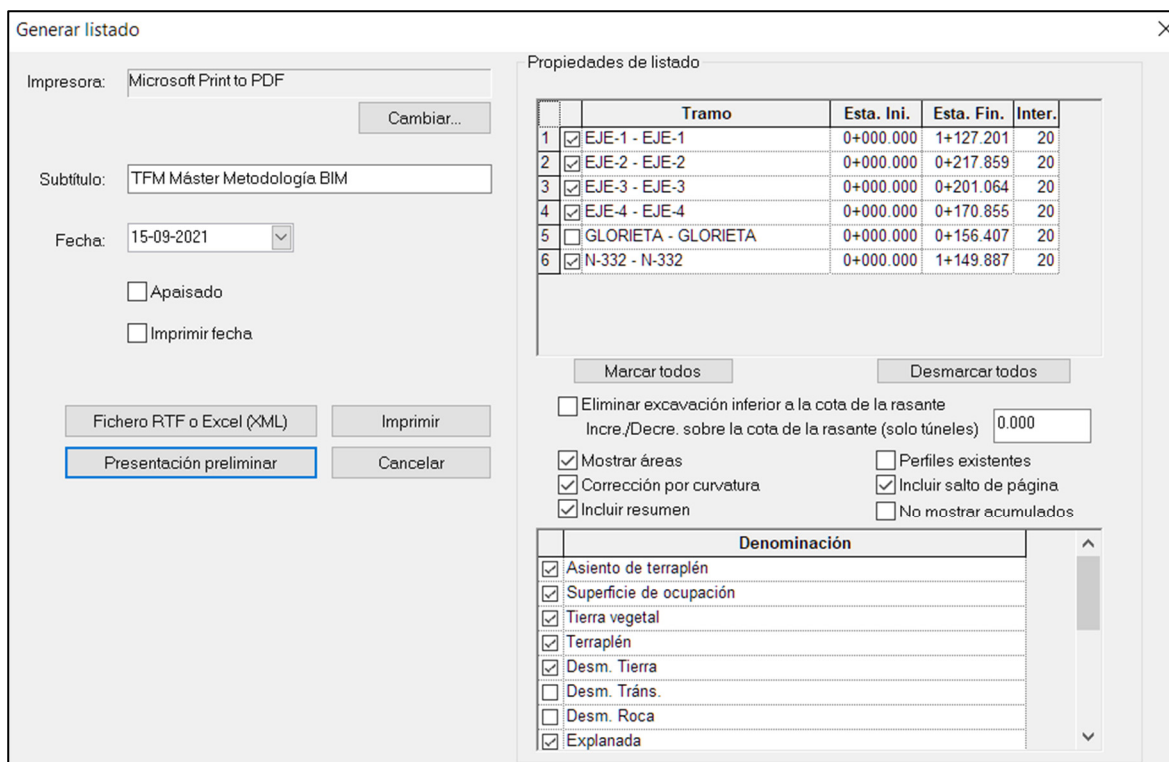 Generar listado
Impresora: Microsoft Print to PDF
Cambiar...
Subtítulo: TFM Máster Metodología BIM
Fecha: 15-09-2021
Apaisado
Imprimir fecha
Fichero RTF o Excel (XML) Imprimir
Presentación preliminar Cancelar
Propiedades de listado
Tramo Esta. Ini. Esta. Fin. Inter.
1 EJE-1 - EJE-1 0+000.000 1+127.201 20
2 EJE-2 - EJE-2 0+000.000 0+217.859 20
3 EJE-3 - EJE-3 0+000.000 0+201.064 20
4 EJE-4 - EJE-4 0+000.000 0+170.855 20
5 GLORIETA - GLORIETA 0+000.000 0+156.407 20
6 N-332 - N-332 0+000.000 1+149.887 20
Marcar todos Desmarcar todos
Eliminar excavación inferior a la cota de la rasante
Incre./Decre. sobre la cota de la rasante (solo túneles) 0.000
Mostrar áreas Perfiles existentes
Corrección por curvatura Incluir salto de página
Incluir resumen No mostrar acumulados
Denominación
Asiento de terraplén
Superficie de ocupación
Tierra vegetal
Terraplén
Desm. Tierra
Desm. Tráns.
Desm. Roca
Explanada